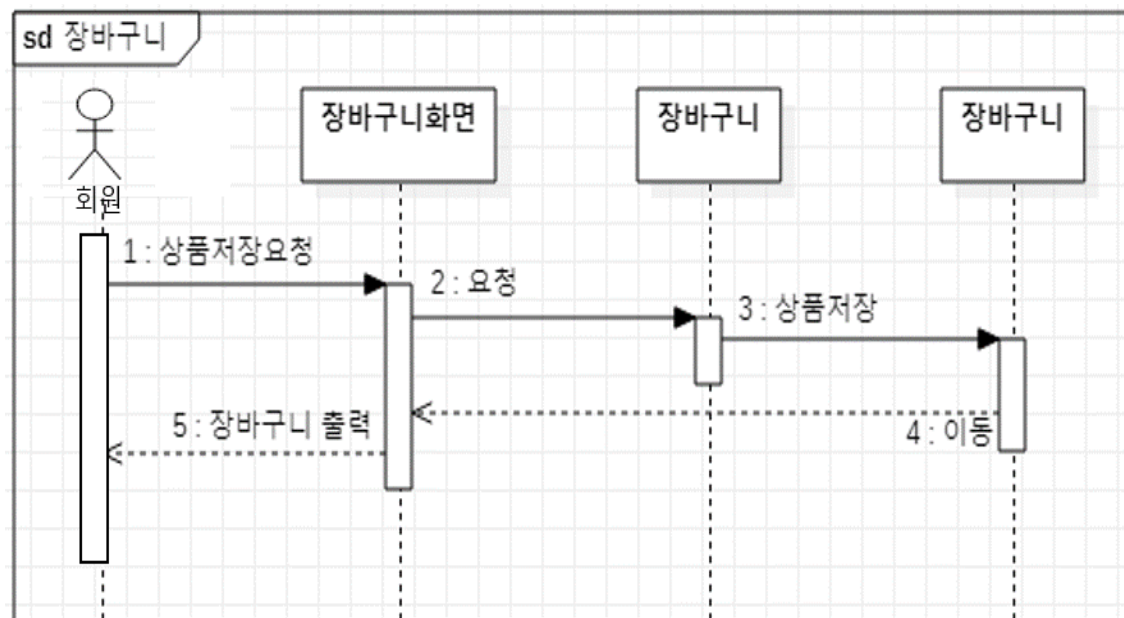 sd 장바구니
장바구니화면
장바구니
장바구니
회원
1 : 상품저장요청
2 : 요청
3 : 상품저장
4 : 이동
5 : 장바구니 출력